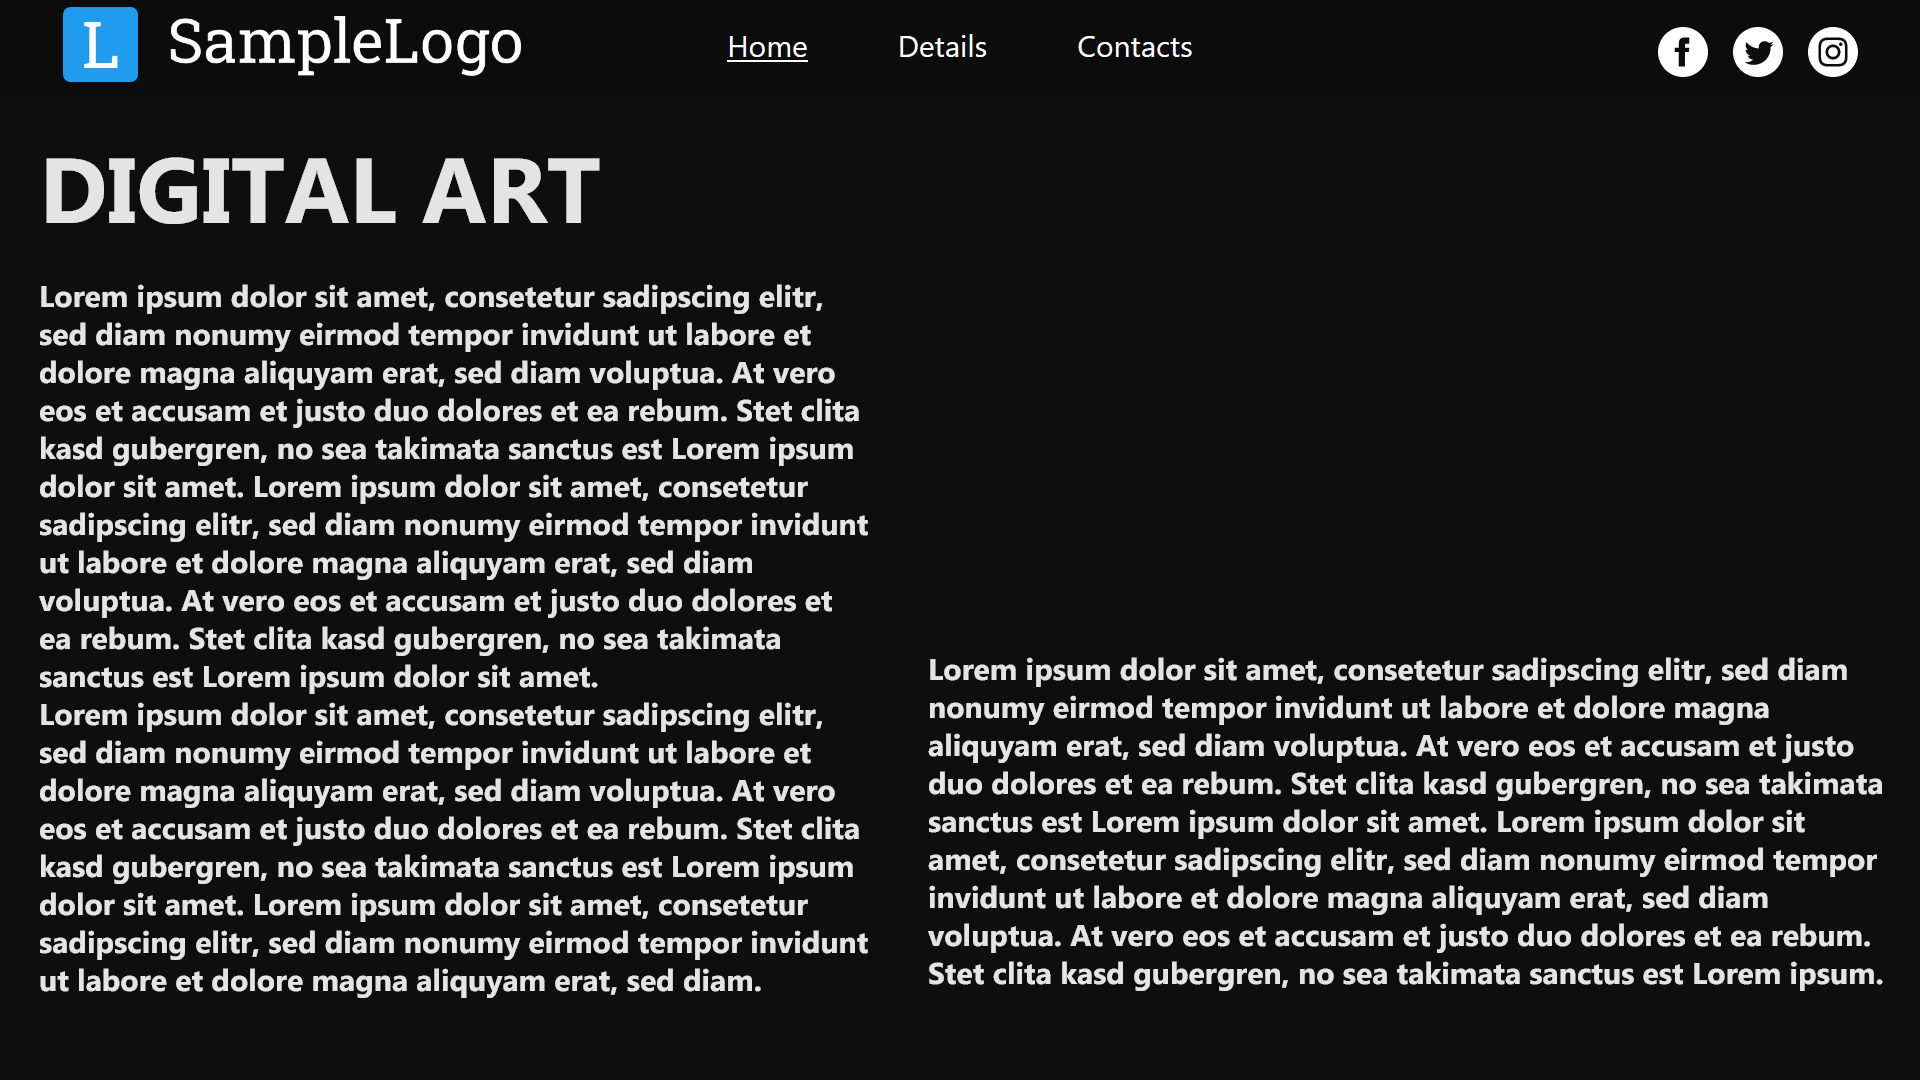 L SampleLogo
Home Details Contacts
DIGITAL ART
Lorem ipsum dolor sit amet, consetetur sadipscing elitr,
sed diam nonumy eirmod tempor invidunt ut labore et
dolore magna aliquyam erat, sed diam voluptua. At vero
eos et accusam et justo duo dolores et ea rebum. Stet clita
kasd gubergren, no sea takimata sanctus est Lorem ipsum
dolor sit amet. Lorem ipsum dolor sit amet, consetetur
sadipscing elitr, sed diam nonumy eirmod tempor invidunt
ut labore et dolore magna aliquyam erat, sed diam
voluptua. At vero eos et accusam et justo duo dolores et
ea rebum. Stet clita kasd gubergren, no sea takimata
sanctus est Lorem ipsum dolor sit amet.
Lorem ipsum dolor sit amet, consetetur sadipscing elitr,
sed diam nonumy eirmod tempor invidunt ut labore et
dolore magna aliquyam erat, sed diam voluptua. At vero
eos et accusam et justo duo dolores et ea rebum. Stet clita
kasd gubergren, no sea takimata sanctus est Lorem ipsum
dolor sit amet. Lorem ipsum dolor sit amet, consetetur
sadipscing elitr, sed diam nonumy eirmod tempor invidunt
ut labore et dolore magna aliquyam erat, sed diam.
Lorem ipsum dolor sit amet, consetetur sadipscing elitr, sed diam
nonumy eirmod tempor invidunt ut labore et dolore magna
aliquyam erat, sed diam voluptua. At vero eos et accusam et justo
duo dolores et ea rebum. Stet clita kasd gubergren, no sea takimata
sanctus est Lorem ipsum dolor sit amet. Lorem ipsum dolor sit
amet, consetetur sadipscing elitr, sed diam nonumy eirmod tempor
invidunt ut labore et dolore magna aliquyam erat, sed diam
voluptua. At vero eos et accusam et justo duo dolores et ea rebum.
Stet clita kasd gubergren, no sea takimata sanctus est Lorem ipsum.